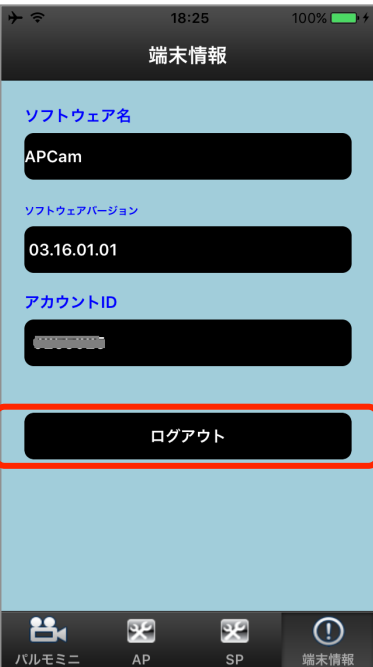 18:25
100%
端末情報
ソフトウェア名
APCam
ソフトウェアバージョン
03.16.01.01
アカウントID
ログアウト
パルモミニ
AP
SP
端末情報